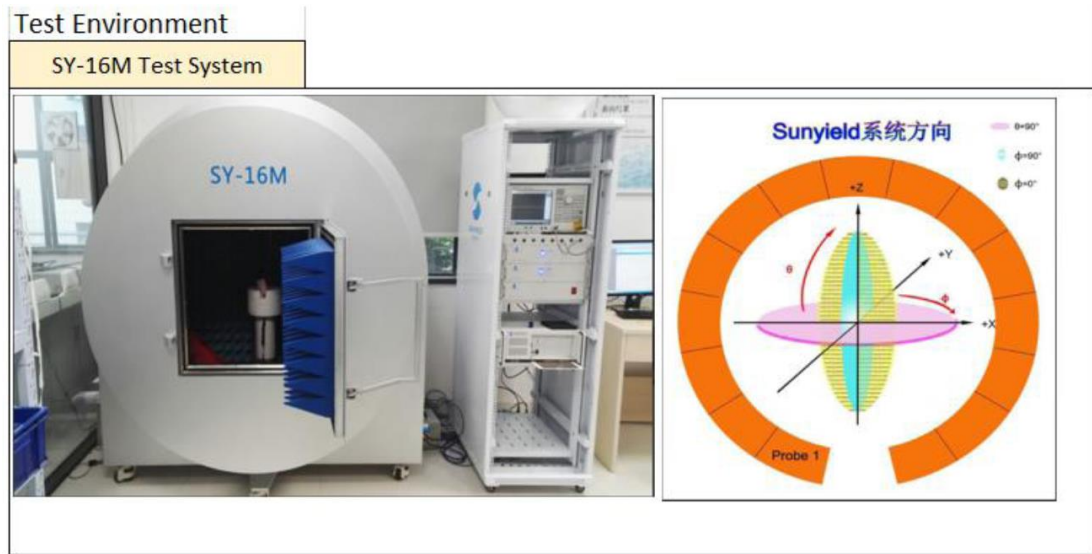 Test Environment
SY-16M Test System
SY-16M
Sunyield系统方向
θ=90°
ϕ=90°
ϕ=0°
+Z
+Y
θ
ϕ
+X
Probe 1